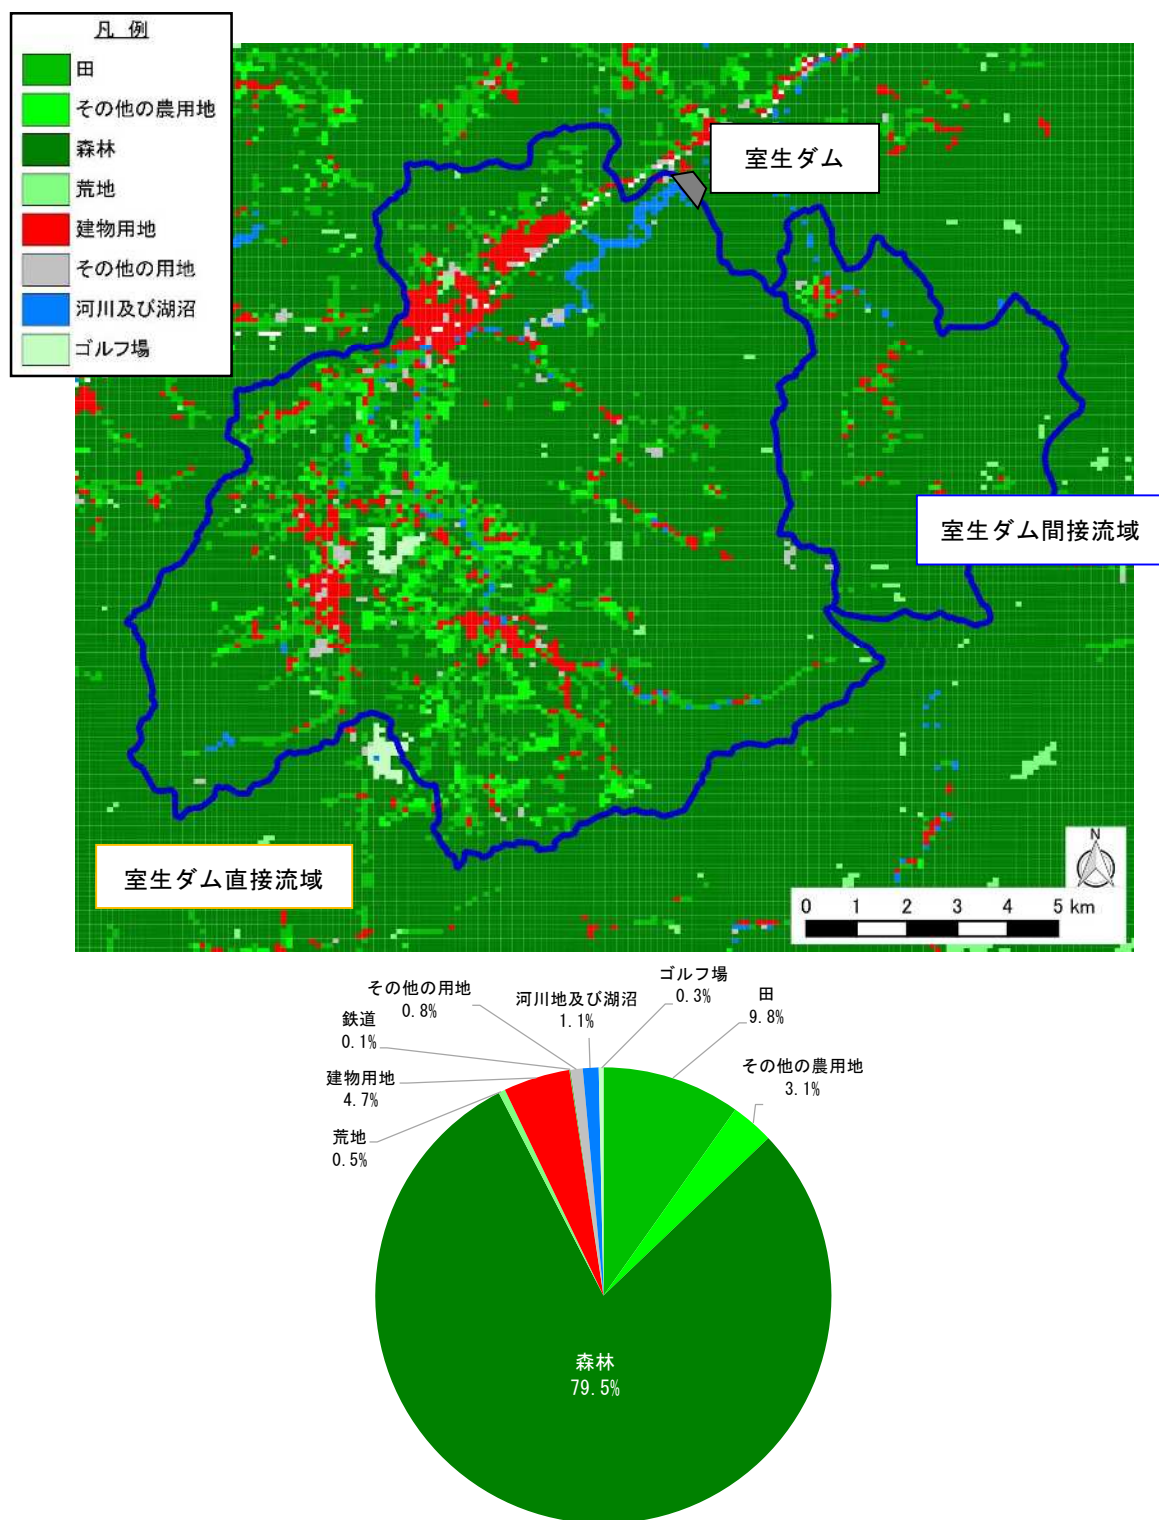 凡 例
田
その他の農用地
森林
荒地
建物用地
その他の用地
河川及び湖沼
ゴルフ場
室生ダム
室生ダム間接流域
室生ダム直接流域
N
0 1 2 3 4 5 km
ゴルフ場
0.3%
その他の用地
0.8%
河川地及び湖沼
1.1%
田
9.8%
鉄道
0.1%
その他の農用地
3.1%
建物用地
4.7%
荒地
0.5%
森林
79.5%